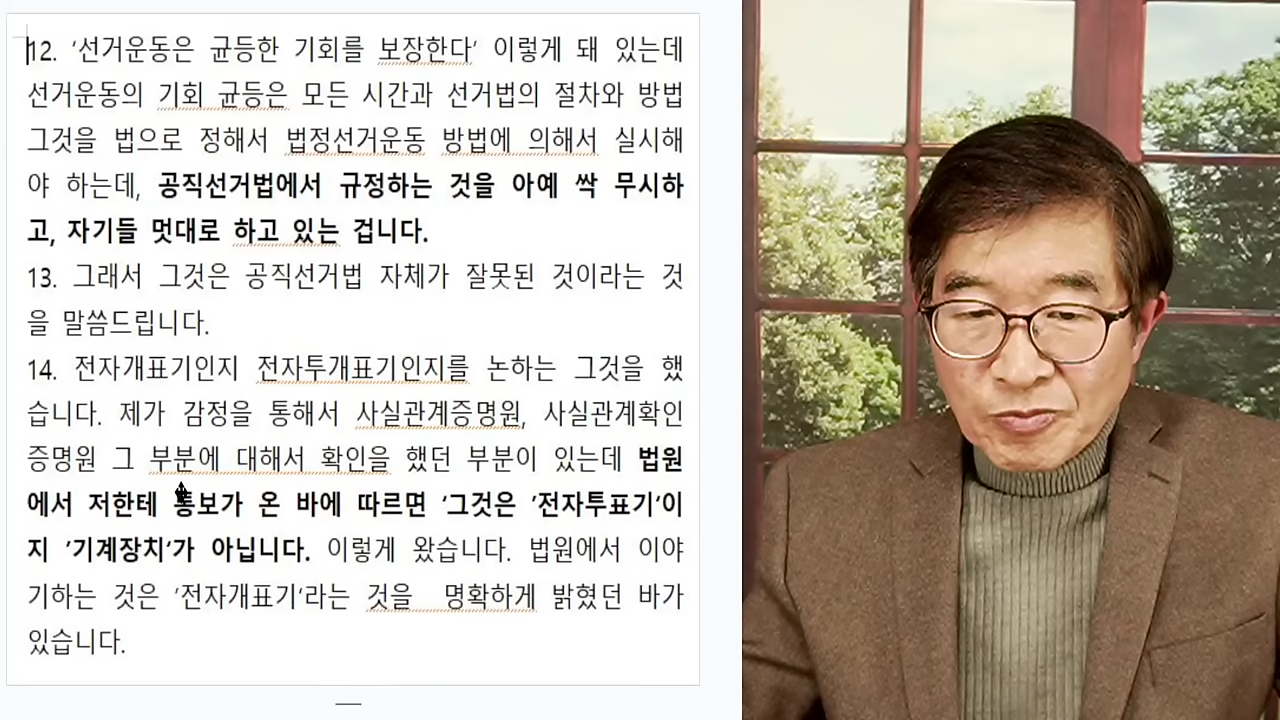 12. '선거운동은 균등한 기회를 보장한다' 이렇게 돼 있는데
선거운동의 기회 균등은 모든 시간과 선거법의 절차와 방법
그것을 법으로 정해서 법정선거운동 방법에 의해서 실시해
야 하는데, 공직선거법에서 규정하는 것을 아예 싹 무시하
고, 자기들 멋대로 하고 있는 겁니다.
13. 그래서 그것은 공직선거법 자체가 잘못된 것이라는 것
을 말씀드립니다.
14. 전자개표기인지 전자투개표기인지를 논하는 그것을 했
습니다. 제가 감정을 통해서 사실관계증명원, 사실관계확인
증명원 그 부분에 대해서 확인을 했던 부분이 있는데 법원
에서 저한테 통보가 온 바에 따르면 '그것은 '전자투표기'이
지 '기계장치'가 아닙니다. 이렇게 왔습니다. 법원에서 이야
기하는 것은 '전자개표기'라는 것을 명확하게 밝혔던 바가
있습니다.